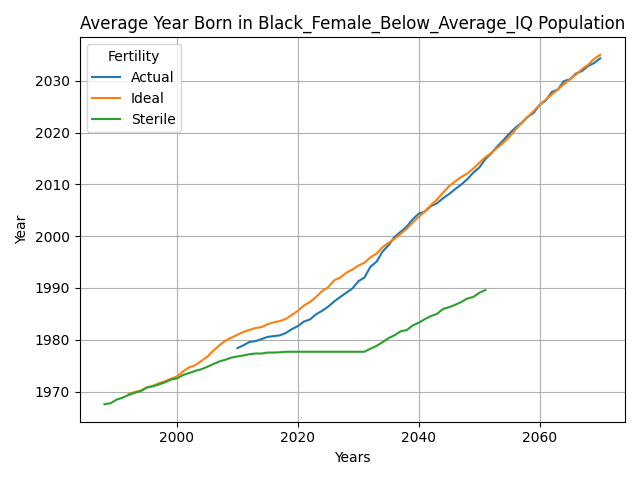 Average Year Born in Black_Female_Below_Average_IQ Population
Fertility
Actual
Ideal
Sterile
Year
2030
2020
2010
2000
1990
1980
1970
2000
2020
2040
2060
Years